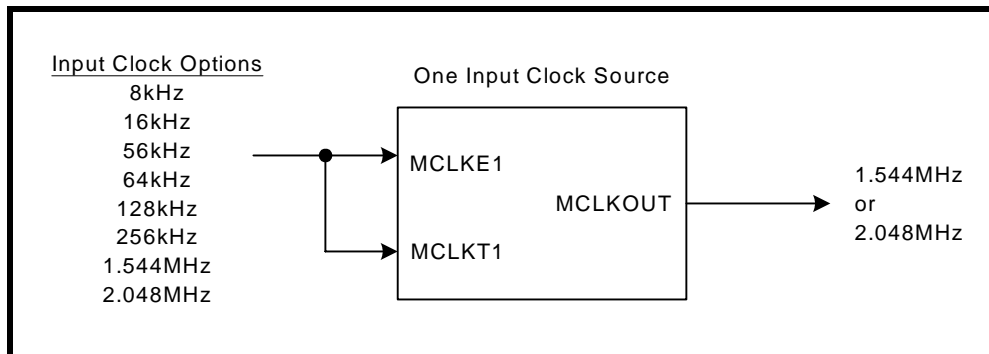 Input Clock Options
8kHz
16kHz
56kHz
64kHz
128kHz
256kHz
1.544MHz
2.048MHz
One Input Clock Source
MCLKE1
MCLKT1
MCLKOUT
1.544MHz
or
2.048MHz